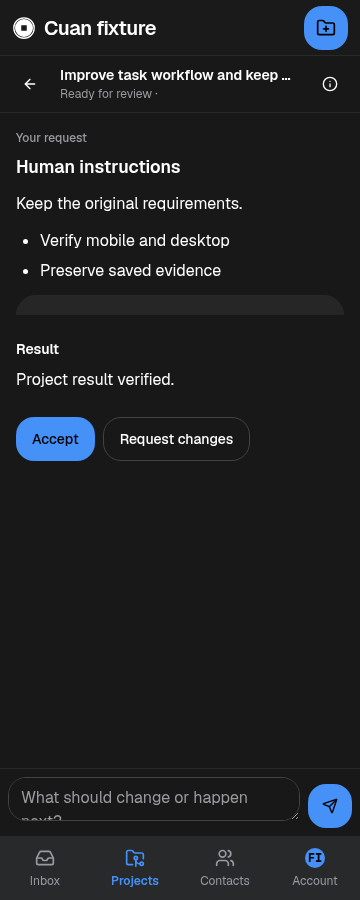 Cuan fixture
Improve task workflow and keep ...
Ready for review ·
Your request
Human instructions
Keep the original requirements.
• Verify mobile and desktop
• Preserve saved evidence
Result
Project result verified.
Accept
Request changes
What should change or happen
next?
Inbox
Projects
Contacts
FI
Account